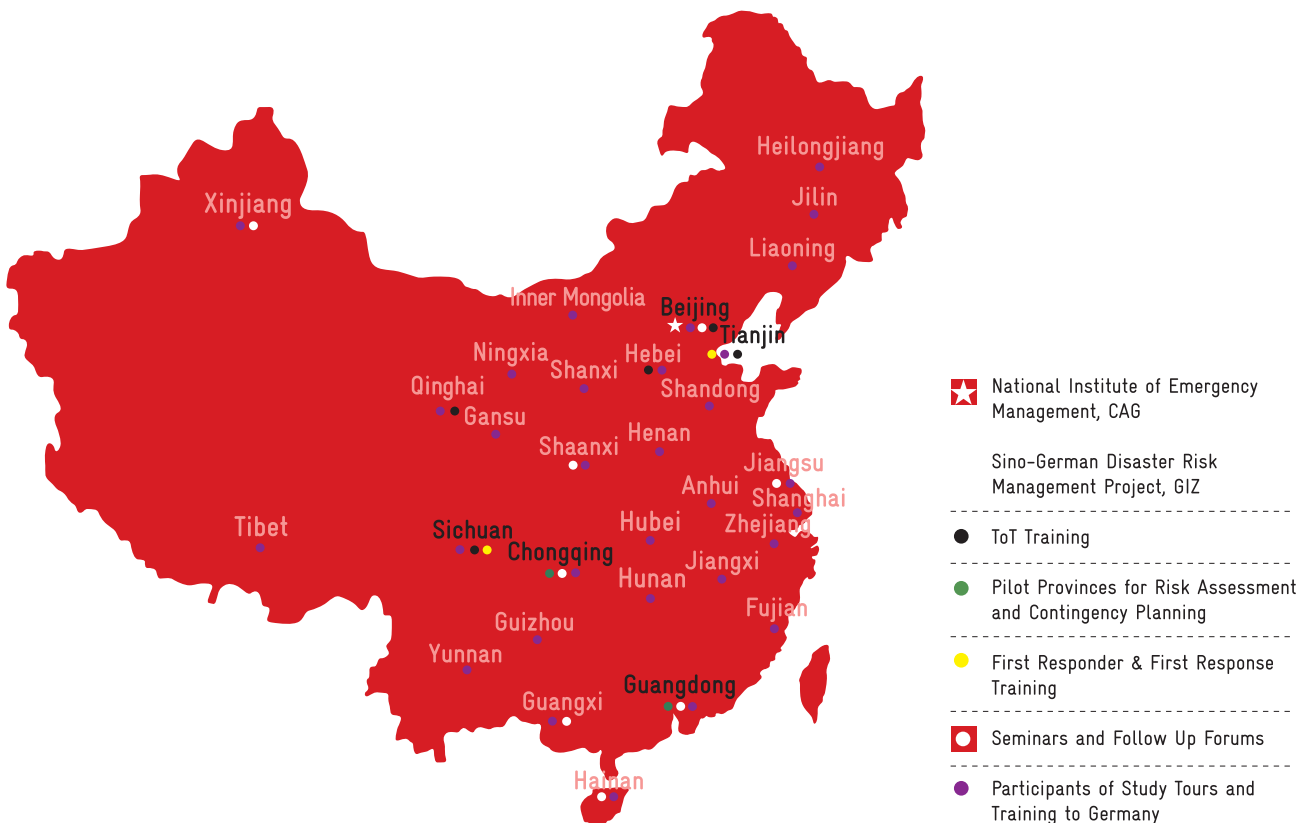 Heilongjiang
Jilin
Xinjiang
Liaoning
Inner Mongolia
Beijing
Tianjin
Ningxia
Hebei
Shanxi
Qinghai
Shandong
Gansu
Henan
Shaanxi
Jiangsu
Anhui
Shanghai
Tibet
Sichuan
Hubei
Zhejiang
Chongqing
Jiangxi
Hunan
Fujian
Guizhou
Yunnan
Guangdong
Guangxi
Hainan
National Institute of Emergency
Management, CAG
Sino-German Disaster Risk
Management Project, GIZ
ToT Training
Pilot Provinces for Risk Assessment
and Contingency Planning
First Responder & First Response
Training
Seminars and Follow Up Forums
Participants of Study Tours and
Training to Germany